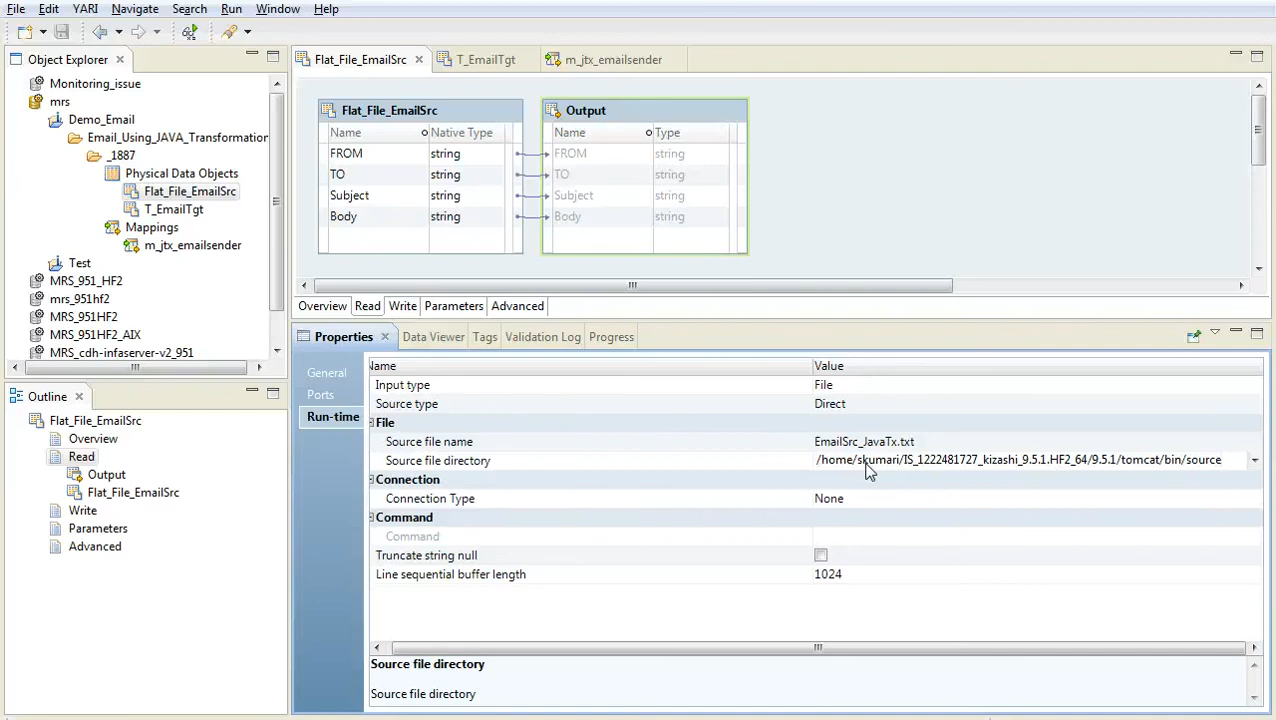 File Edit YARI Navigate Search Run Window Help
Object Explorer
Monitoring_issue
mrs
Demo_Email
Email_Using_JAVA_Transformation
_1887
Physical Data Objects
Flat_File_EmailSrc
T_EmailTgt
Mappings
m_jtx_emailsender
Test
MRS_951_HF2
mrs_951hf2
MRS_951HF2
MRS_951HF2_AIX
MRS_cdh-infaserver-v2_951
Outline
Flat_File_EmailSrc
Overview
Read
Output
Flat_File_EmailSrc
Write
Parameters
Advanced
Flat_File_EmailSrc T_EmailTgt m_jtx_emailsender
Flat_File_EmailSrc
Name Native Type
FROM string
TO string
Subject string
Body string
Output
Name Type
FROM string
TO string
Subject string
Body string
Overview Read Write Parameters Advanced
Properties Data Viewer Tags Validation Log Progress
General
Ports
Run-time
Name Value
Input type File
Source type Direct
File
Source file name EmailSrc_JavaTx.txt
Source file directory /home/skumari/IS_1222481727_kizashi_9.5.1.HF2_64/9.5.1/tomcat/bin/source
Connection
Connection Type None
Command
Command
Truncate string null
Line sequential buffer length 1024
Source file directory
Source file directory